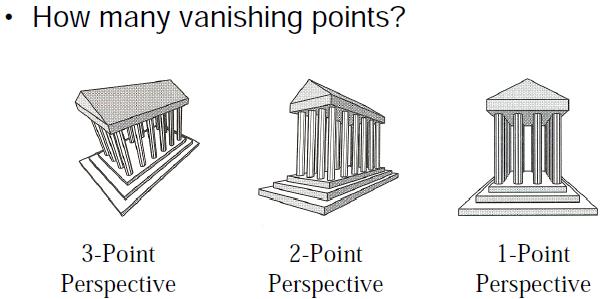 • How many vanishing points?
3-Point
Perspective
2-Point
Perspective
1-Point
Perspective